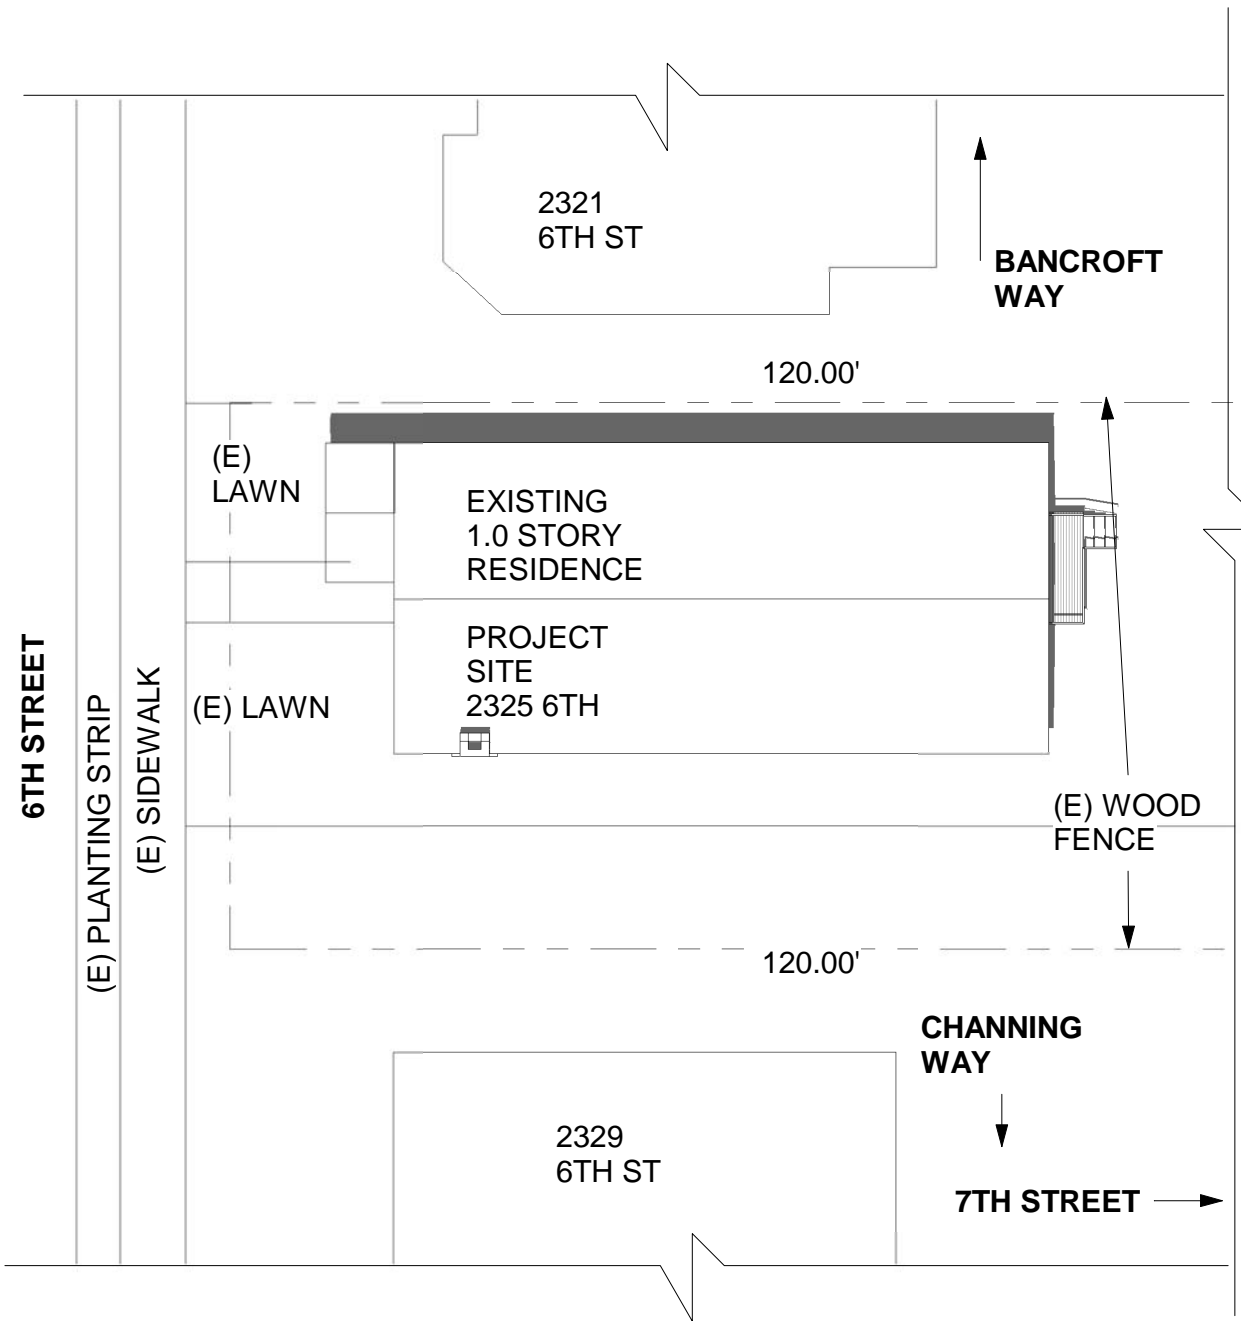 2321
6TH ST
BANCROFT
WAY
120.00'
(E)
LAWN
EXISTING
1.0 STORY
RESIDENCE
PROJECT
SITE
2325 6TH
(E) LAWN
6TH STREET
(E) PLANTING STRIP
(E) SIDEWALK
(E) WOOD
FENCE
120.00'
CHANNING
WAY
2329
6TH ST
7TH STREET